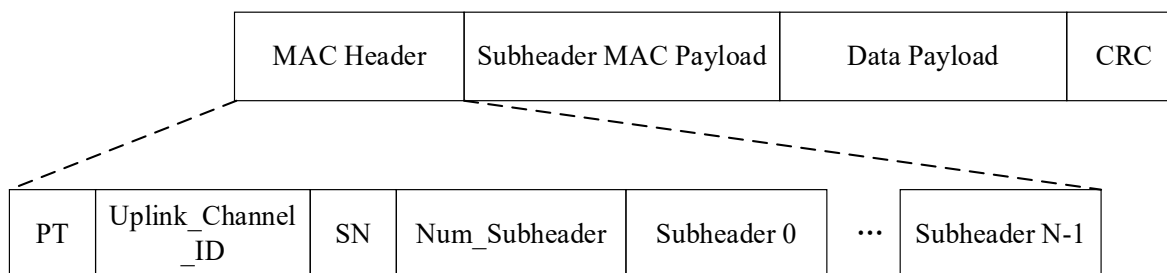 MAC Header
Subheader MAC Payload
Data Payload
CRC
PT
Uplink_Channel
_ID
SN
Num_Subheader
Subheader 0
...
Subheader N-1